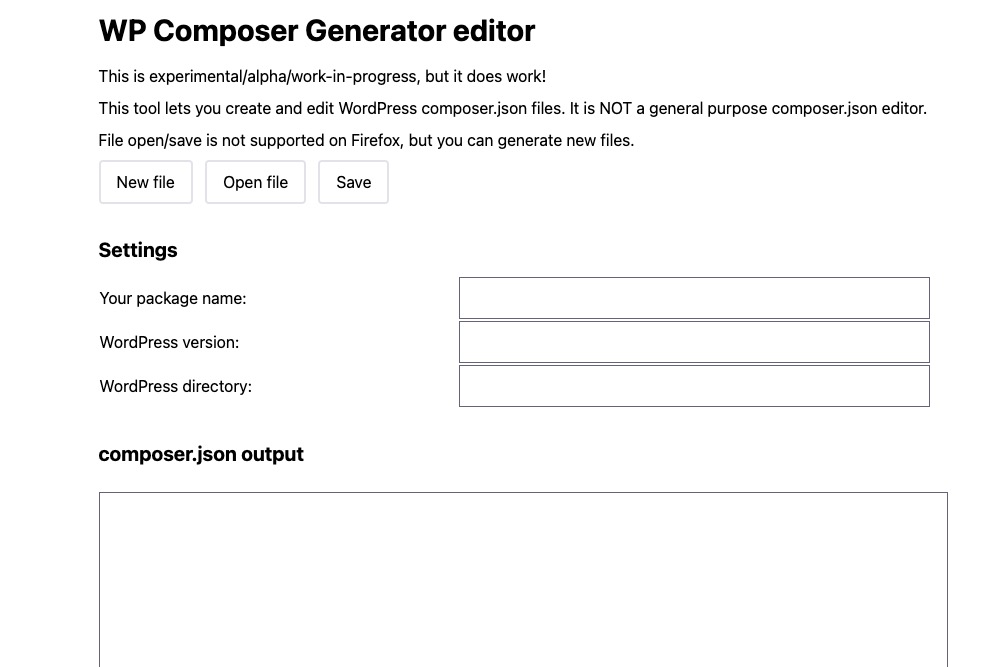 WP Composer Generator editor
This is experimental/alpha/work-in-progress, but it does work!
This tool lets you create and edit WordPress composer.json files. It is NOT a general purpose composer.json editor.
File open/save is not supported on Firefox, but you can generate new files.
New file Open file Save
Settings
Your package name:
WordPress version:
WordPress directory:
composer.json output